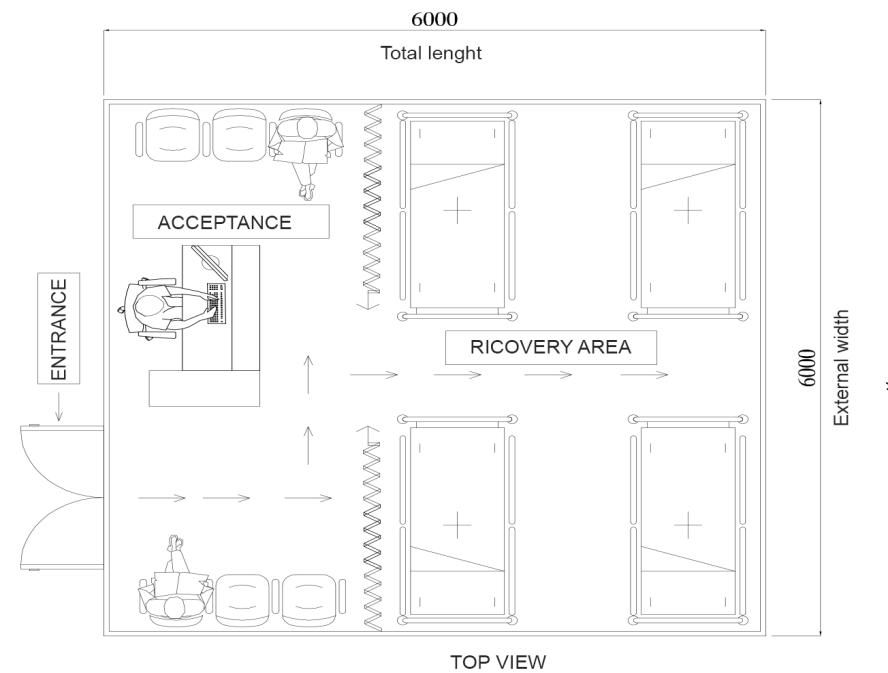 6000
Total lenght
ACCEPTANCE
ENTRANCE
RICOVERY AREA
6000
External width
TOP VIEW